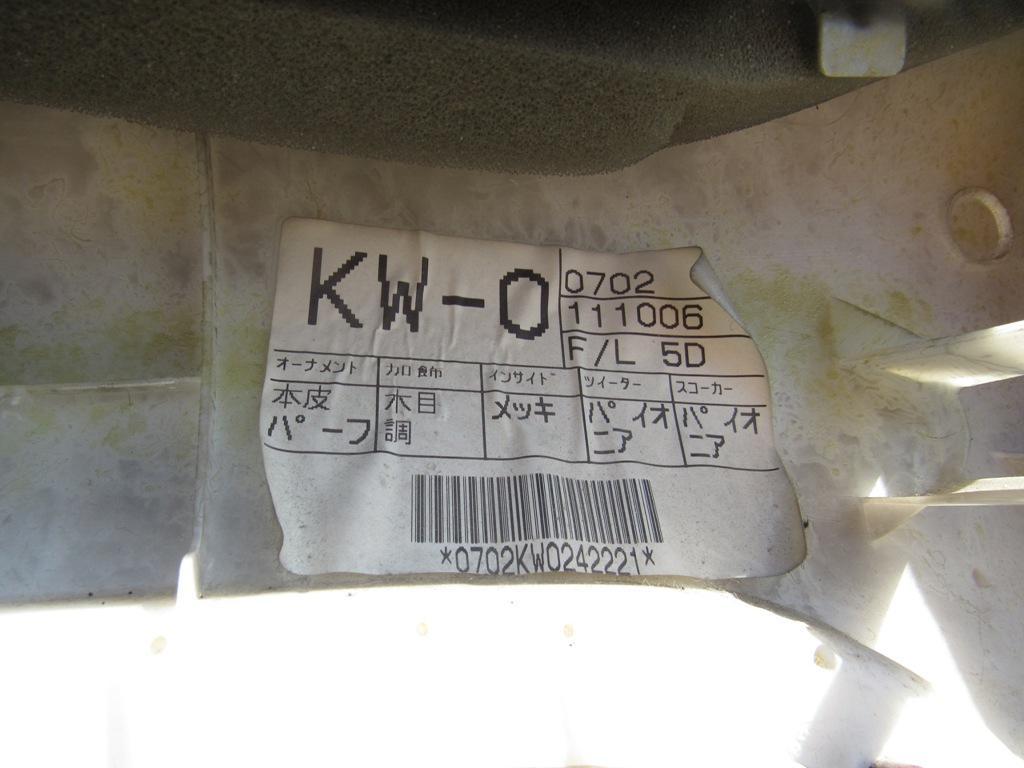 KW-0
0702
111006
F/L 5D
オーナメント カロ飾 インサイド ツイーター スコーカー
本皮 木目 メッキ パイオ パイオ
パーフ 調 ニア ニア
*0702KW0242221*